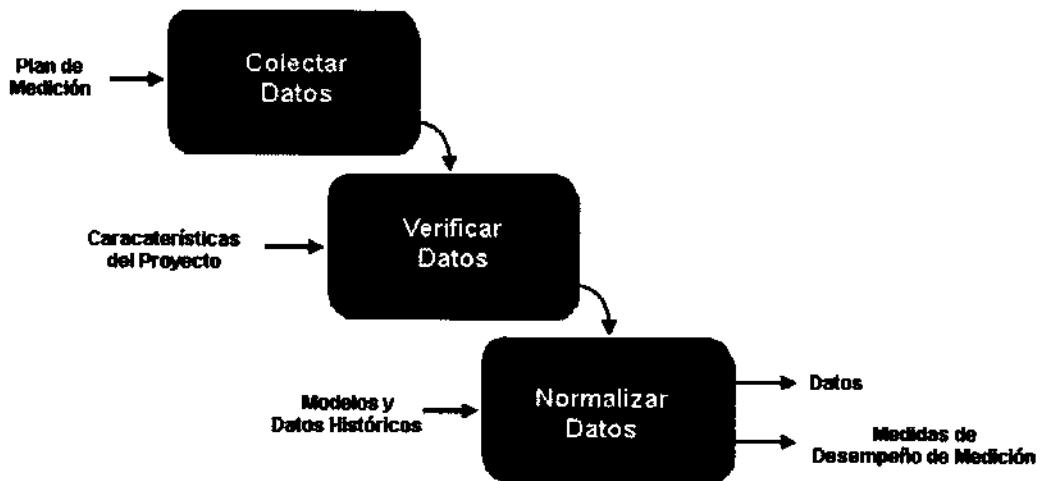 Plan de
Medición
Colectar
Datos
Caracaterísticas
del Proyecto
Verificar
Datos
Modelos y
Datos Históricos
Normalizar
Datos
Datos
Medidas de
Desempeño de Medición